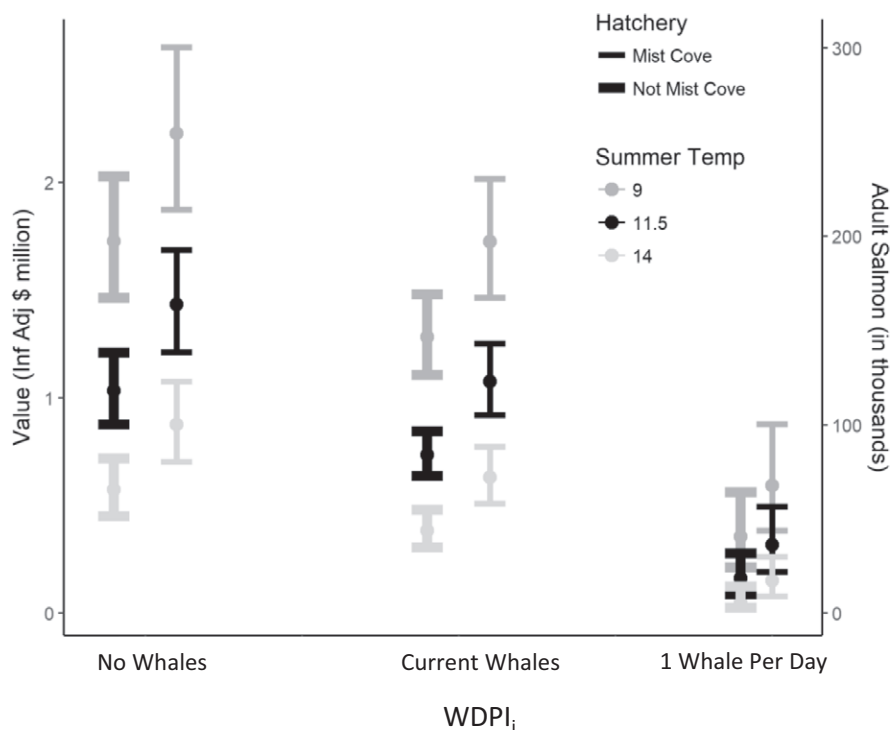 Hatchery
Mist Cove
Not Mist Cove
Summer Temp
9
11.5
14
Value (Inf Adj $ million)
2
1
0
300
200
100
0
Adult Salmon (in thousands)
No Whales
Current Whales
1 Whale Per Day
WDPIi